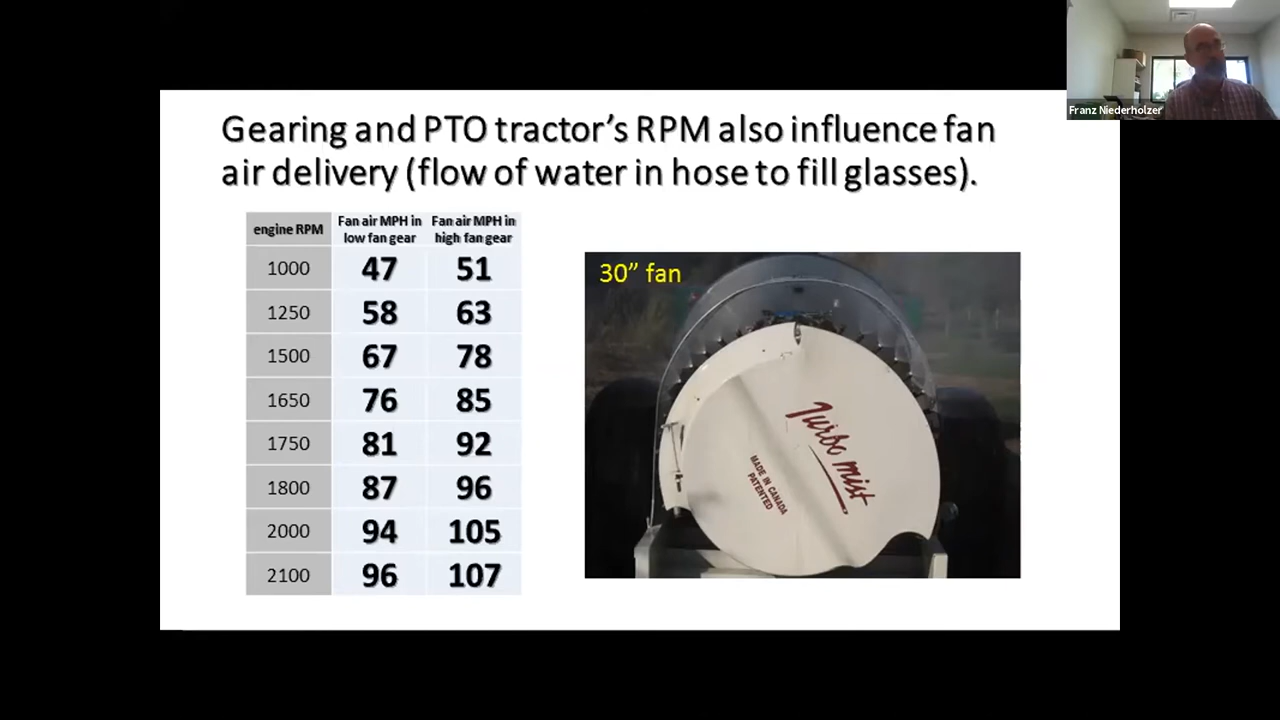 Franz Niederholzer
Gearing and PTO tractor's RPM also influence fan
air delivery (flow of water in hose to fill glasses).
engine RPM
Fan air MPH in
low fan gear
Fan air MPH in
high fan gear
1000 47 51
1250 58 63
1500 67 78
1650 76 85
1750 81 92
1800 87 96
2000 94 105
2100 96 107
30” fan
Turbo mist
MADE IN CANADA
PATENTED